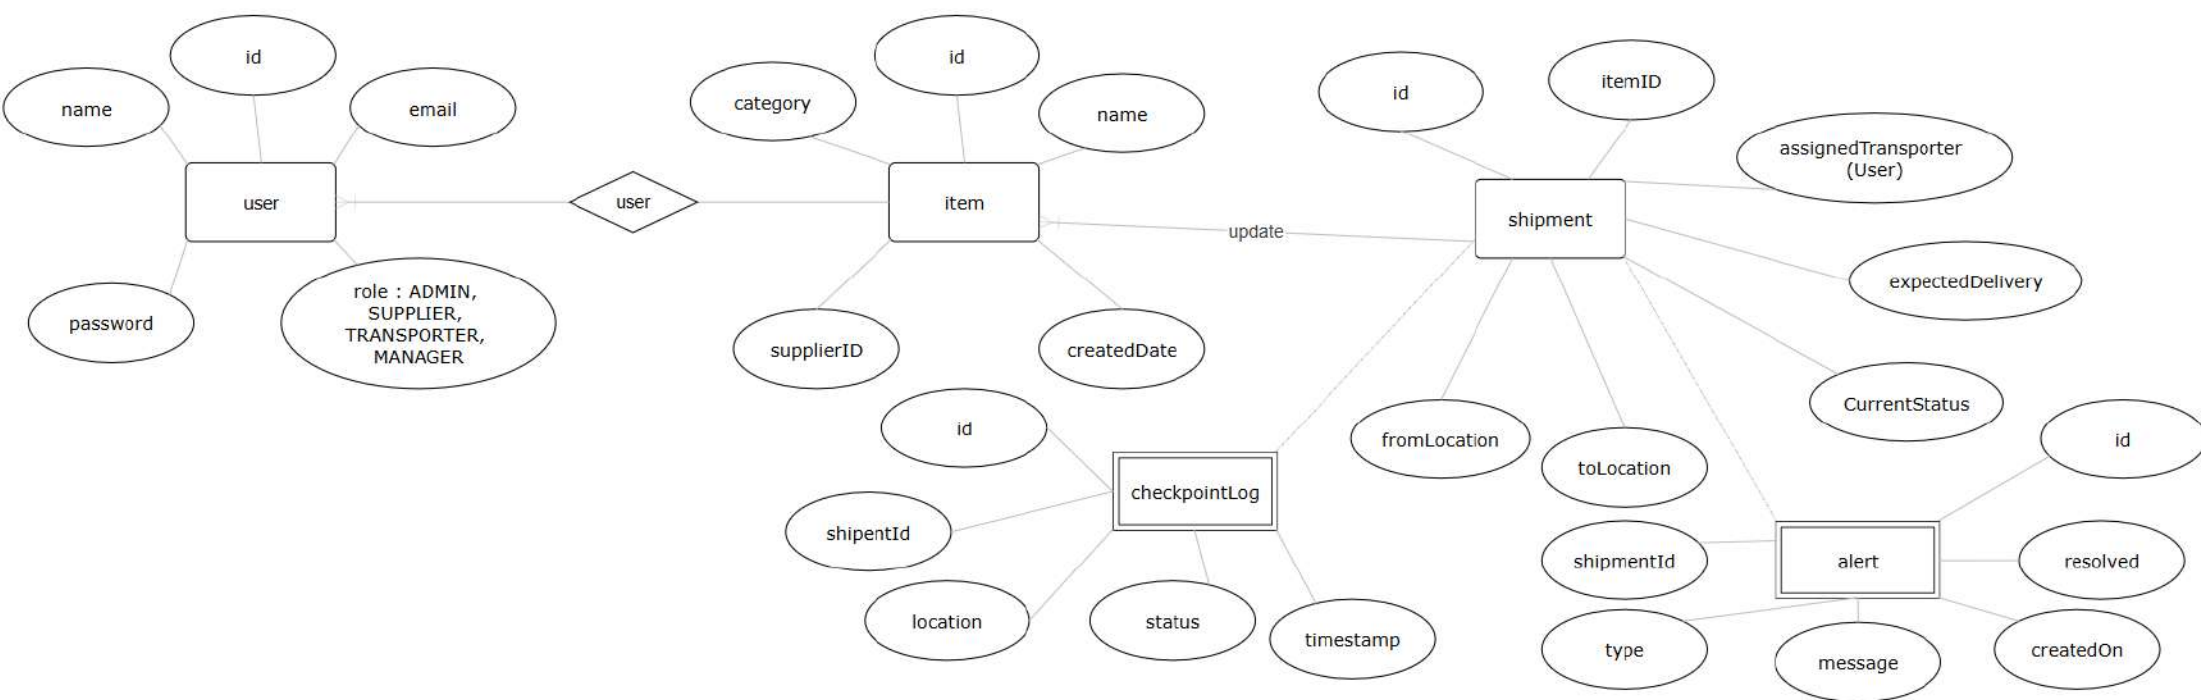 id
name
email
user
password
role : ADMIN,
SUPPLIER,
TRANSPORTER,
MANAGER
user
category
id
name
item
supplierID
createdDate
update
id
itemID
assignedTransporter
(User)
shipment
expectedDelivery
CurrentStatus
fromLocation
toLocation
id
checkpointLog
shipentId
location
status
timestamp
id
shipmentId
alert
resolved
type
message
createdOn